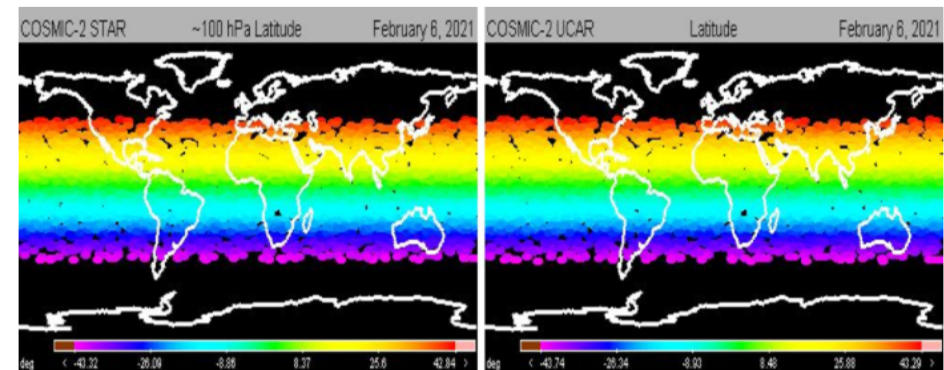 COSMIC-2 STAR ~100 hPa Latitude February 6, 2021
deg < -43.32 -26.09 -8.86 8.37 25.6 42.84 >
COSMIC-2 UCAR Latitude February 6, 2021
deg < -43.74 -26.34 -8.93 8.48 25.88 43.29 >